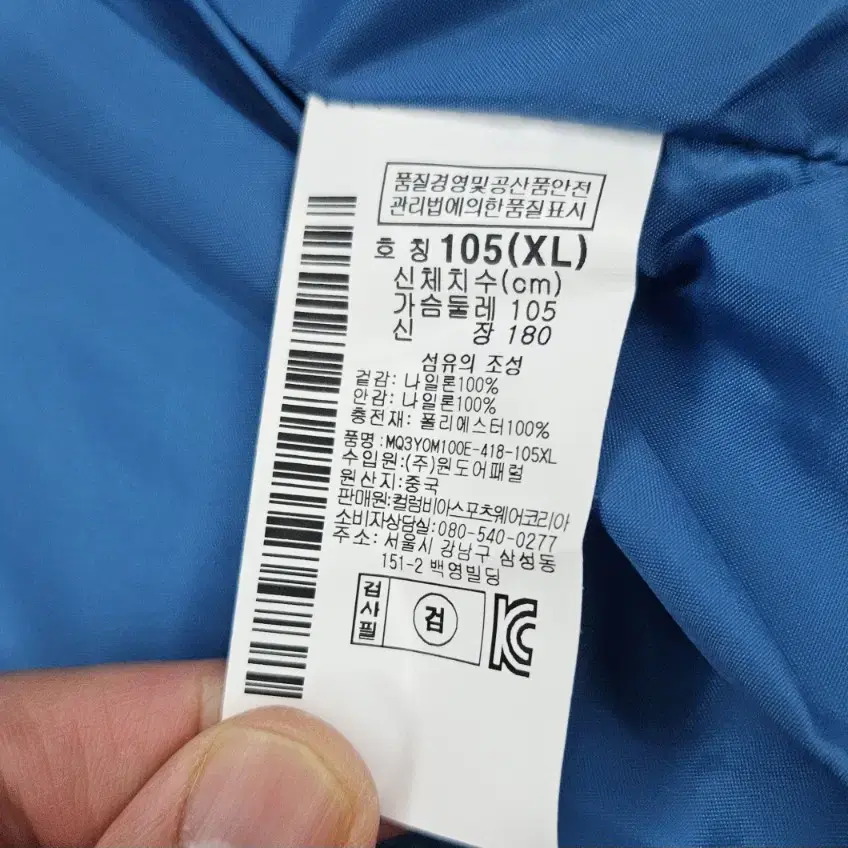 품질경영및공산품안전
관리법에의한품질표시
호 칭 105(XL)
신체치수(cm)
가슴둘레 105
신 장 180
섬유의 조성
겉감: 나일론100%
안감: 나일론100%
충전재: 폴리에스터100%
품명 : MQ3YOM100E-418-105XL
수입원:(주)원도어패럴
원산지:중국
판매원:컬럼비아스포츠웨어코리아
소비자상담실:080-540-0277
주소: 서울시 강남구 삼성동
151-2 백영빌딩
검사필 검